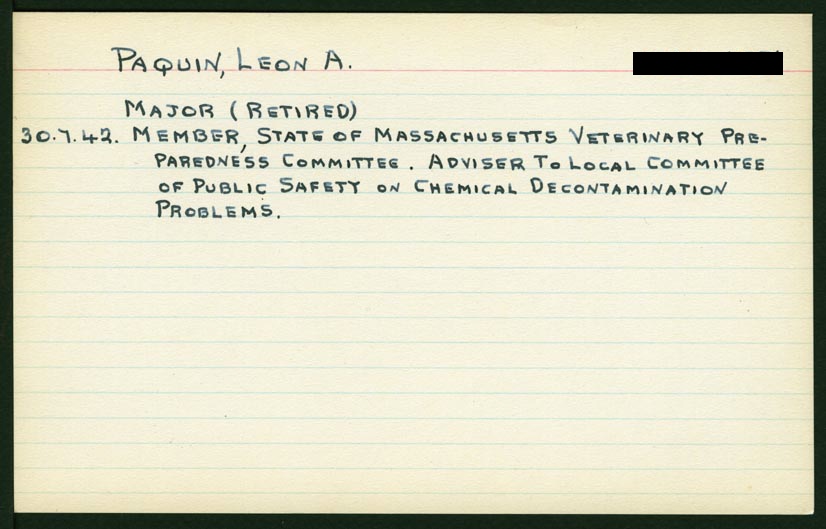 PAQUIN, LEON A.
MAJOR (RETIRED)
30.7.42. MEMBER, STATE OF MASSACHUSETTS VETERINARY PRE-
PAREDNESS COMMITTEE. ADVISER TO LOCAL COMMITTEE
OF PUBLIC SAFETY ON CHEMICAL DECONTAMINATION
PROBLEMS.